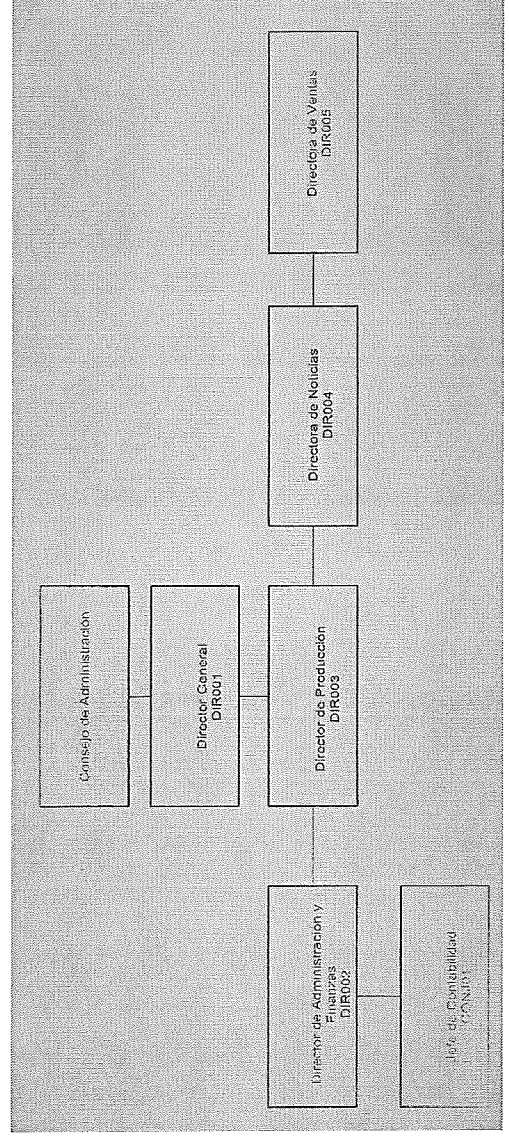 Consejo de Administración
Director General
DIR001
Director de Administración y
Finanzas
DIR002
Director de Producción
DIR003
Directora de Noticias
DIR004
Directora de Ventas
DIR005
Jefe de Contabilidad